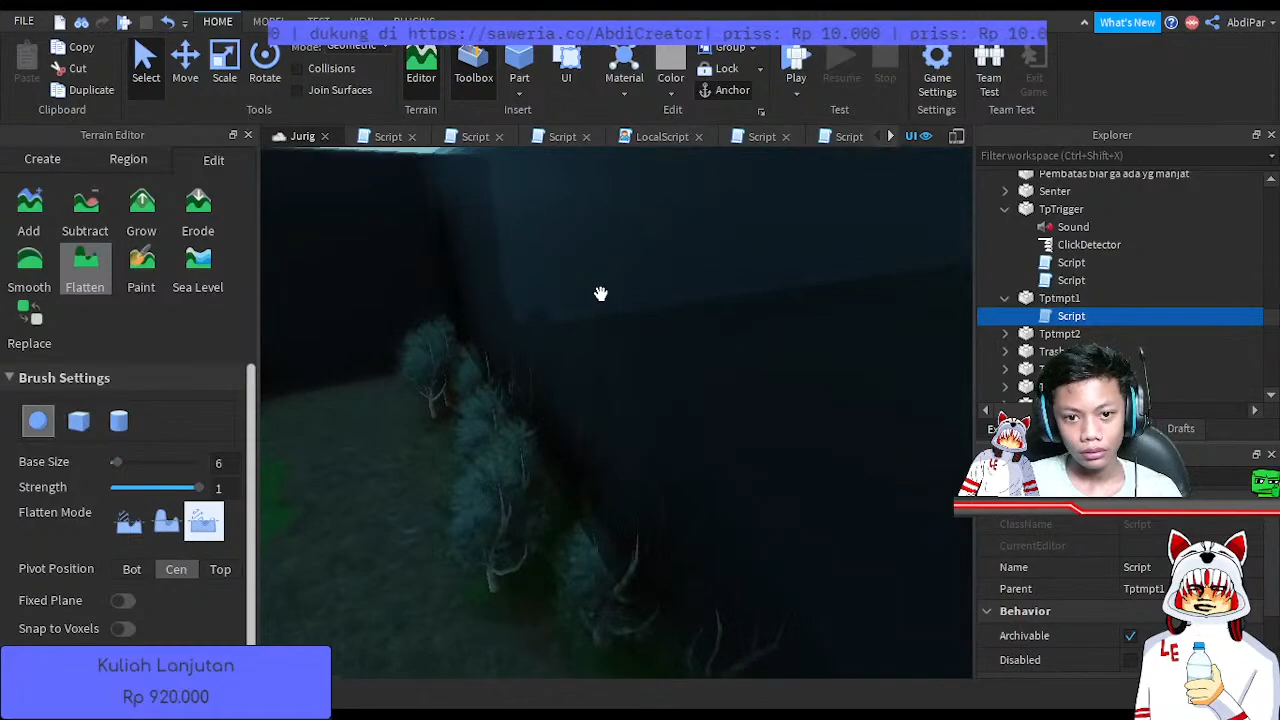 FILE
HOME
MODEL
TEST
VIEW
PLUGINS
What's New
AbdiPar
0 | dukung di https://saweria.co/AbdiCreator| priss: Rp 10.000 | priss: Rp 10.0
Paste
Copy
Cut
Duplicate
Clipboard
Select
Move
Scale
Rotate
Mode: Geometric
Collisions
Join Surfaces
Tools
Editor
Terrain
Toolbox
Part
UI
Insert
Material
Color
Group
Lock
Anchor
Edit
Play
Resume
Stop
Test
Game
Settings
Settings
Team
Test
Exit
Game
Team Test
Terrain Editor
Jurig
Script
Script
Script
LocalScript
Script
Script
UI
Explorer
Create
Region
Edit
Add
Subtract
Grow
Erode
Smooth
Flatten
Paint
Sea Level
Replace
Brush Settings
Base Size
6
Strength
1
Flatten Mode
Pivot Position
Bot
Cen
Top
Fixed Plane
Snap to Voxels
Filter workspace (Ctrl+Shift+X)
Pembatas biar ga ada yg manjat
Senter
TpTrigger
Sound
ClickDetector
Script
Script
Tptmpt1
Script
Tptmpt2
Drafts
ClassName
Script
CurrentEditor
Name
Script
Parent
Tptmpt1
Behavior
Archivable
Disabled
LE
LE
Kuliah Lanjutan
Rp 920.000